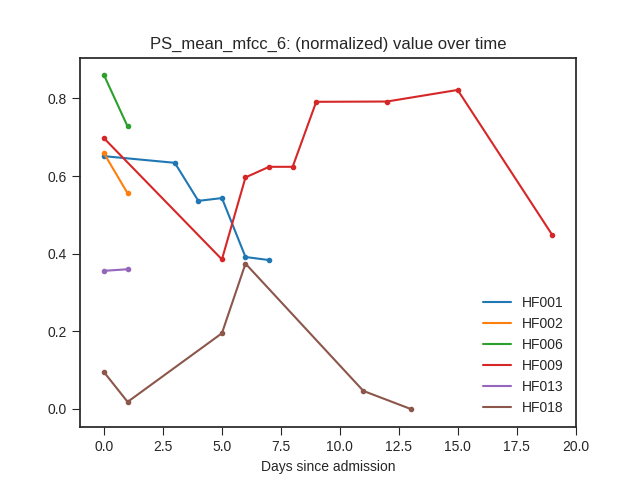 PS_mean_mfcc_6: (normalized) value over time
0.8
0.6
0.4
0.2
0.0
HF001
HF002
HF006
HF009
HF013
HF018
0.0 2.5 5.0 7.5 10.0 12.5 15.0 17.5 20.0
Days since admission